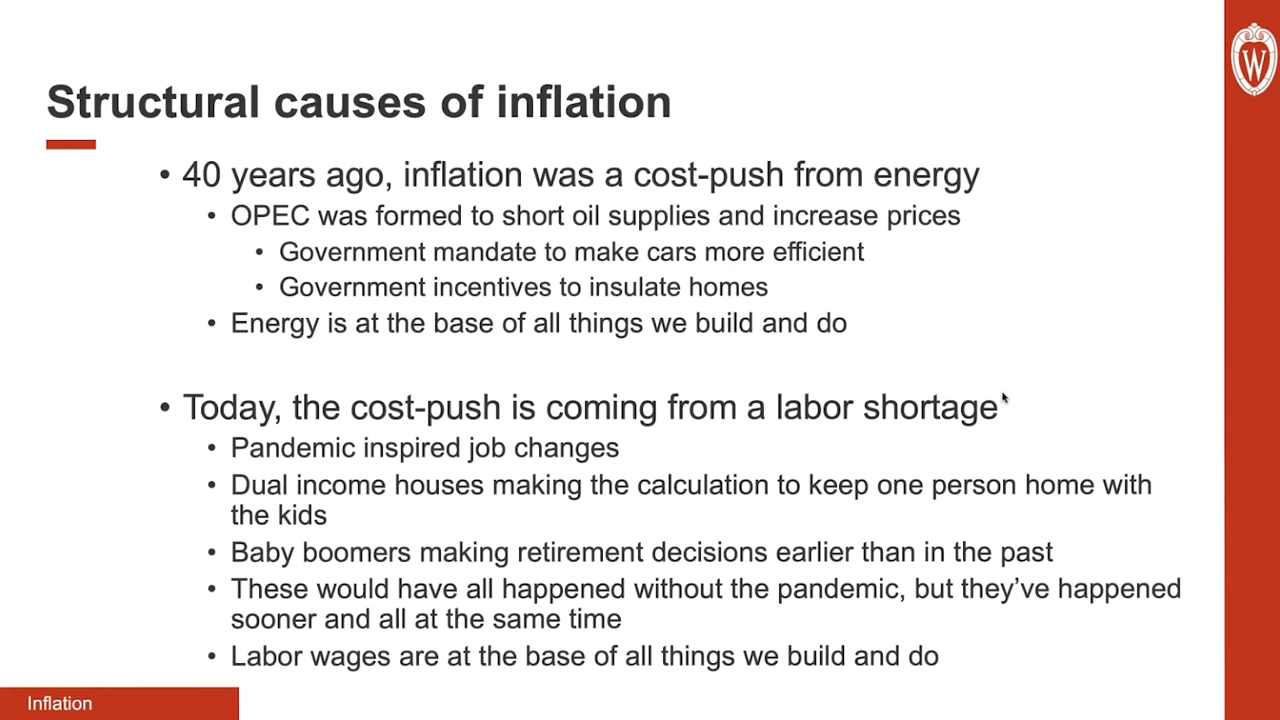 Structural causes of inflation
W
• 40 years ago, inflation was a cost-push from energy
• OPEC was formed to short oil supplies and increase prices
• Government mandate to make cars more efficient
• Government incentives to insulate homes
• Energy is at the base of all things we build and do
• Today, the cost-push is coming from a labor shortage
• Pandemic inspired job changes
• Dual income houses making the calculation to keep one person home with
the kids
• Baby boomers making retirement decisions earlier than in the past
• These would have all happened without the pandemic, but they’ve happened
sooner and all at the same time
• Labor wages are at the base of all things we build and do
Inflation